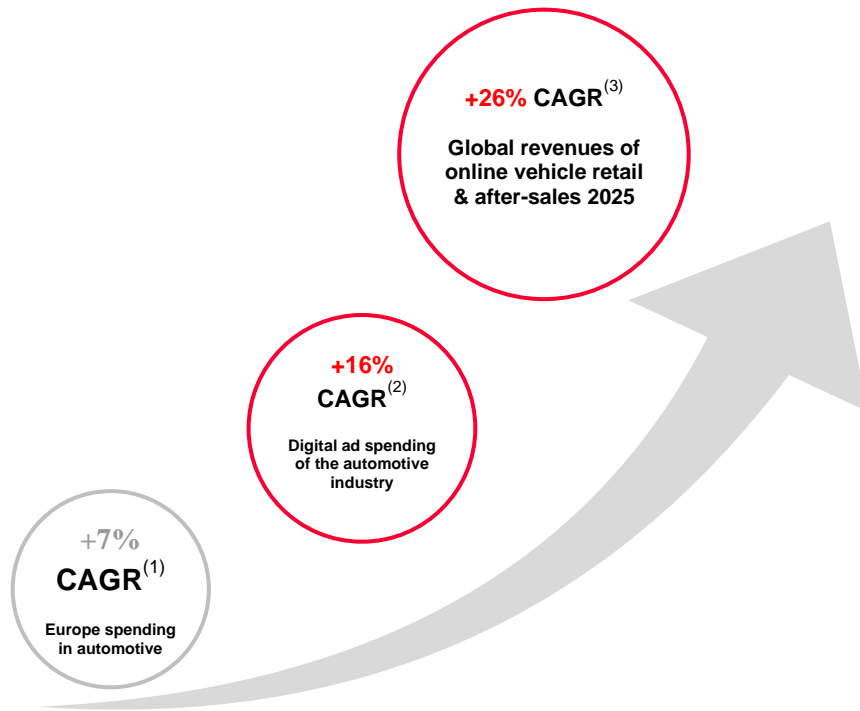 +26% CAGR(3)
Global revenues of
online vehicle retail
& after-sales 2025
+16%
CAGR(2)
Digital ad spending
of the automotive
industry
+7%
CAGR(1)
Europe spending
in automotive